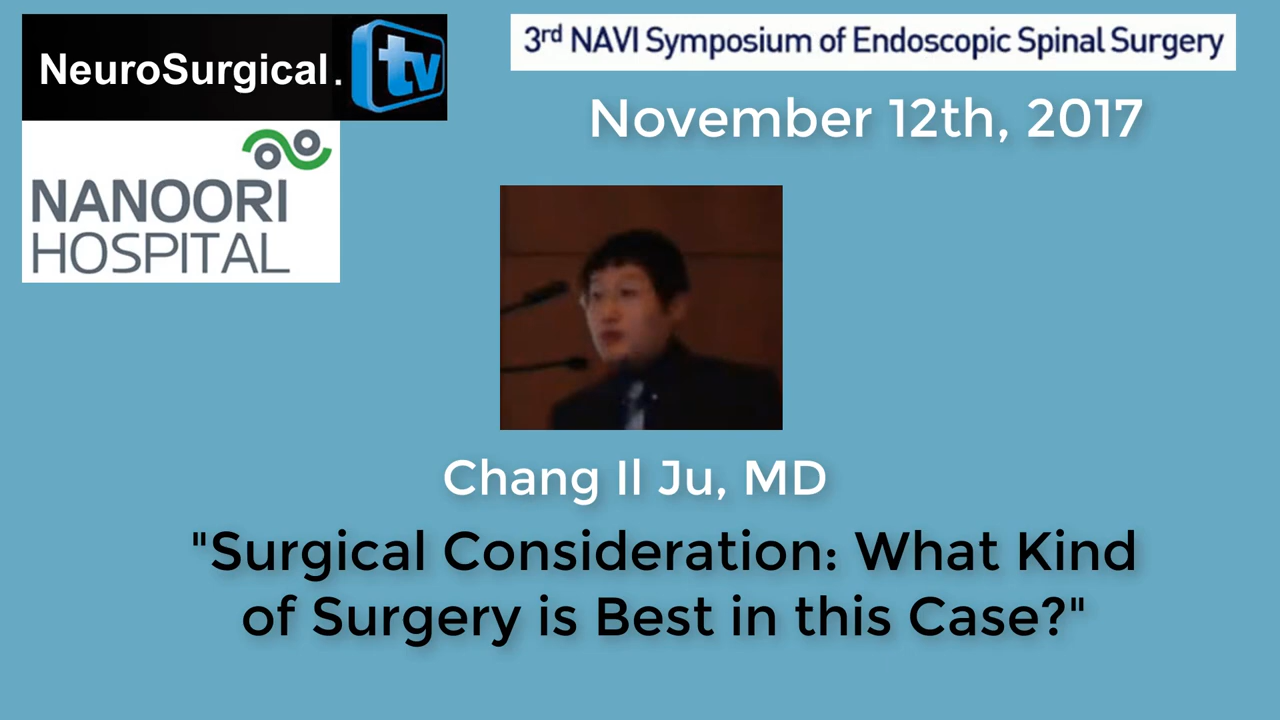 NeuroSurgical.tv
3rd NAVI Symposium of Endoscopic Spinal Surgery
November 12th, 2017
NANOORI
HOSPITAL
Chang Il Ju, MD
"Surgical Consideration: What Kind
of Surgery is Best in this Case?"